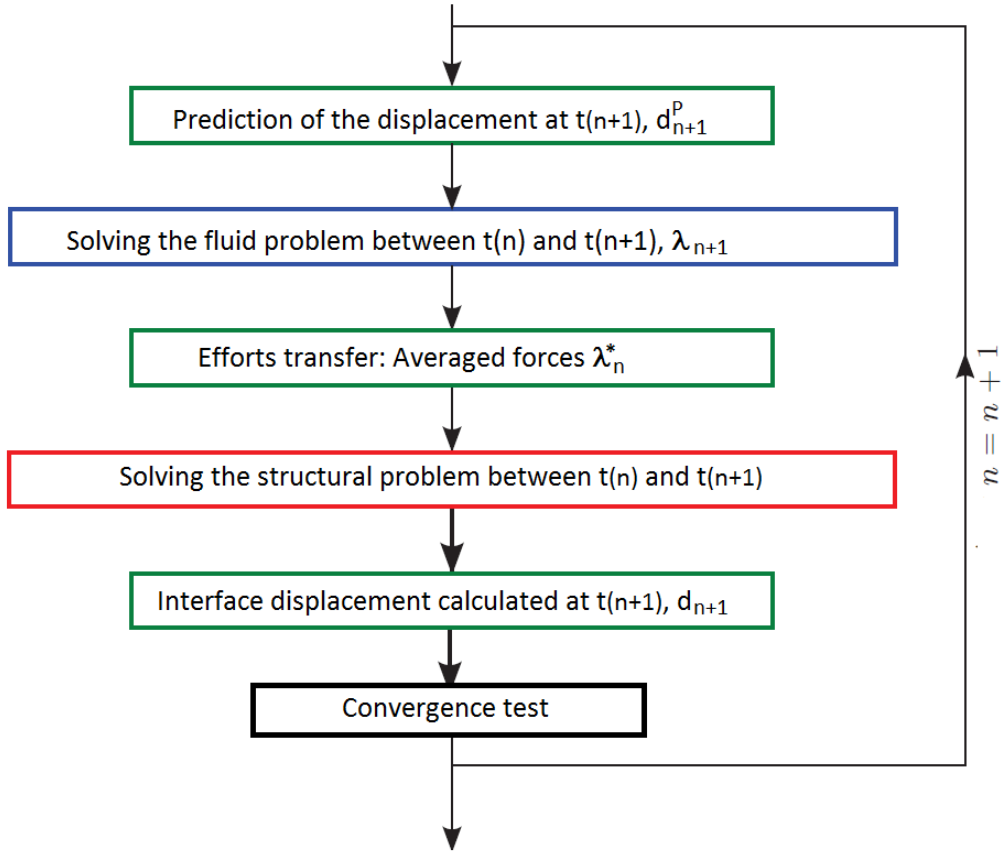 Prediction of the displacement at t(n+1), d^P_{n+1}
Solving the fluid problem between t(n) and t(n+1), λ_{n+1}
Efforts transfer: Averaged forces λ^*_n
Solving the structural problem between t(n) and t(n+1)
Interface displacement calculated at t(n+1), d_{n+1}
Convergence test
n = n + 1